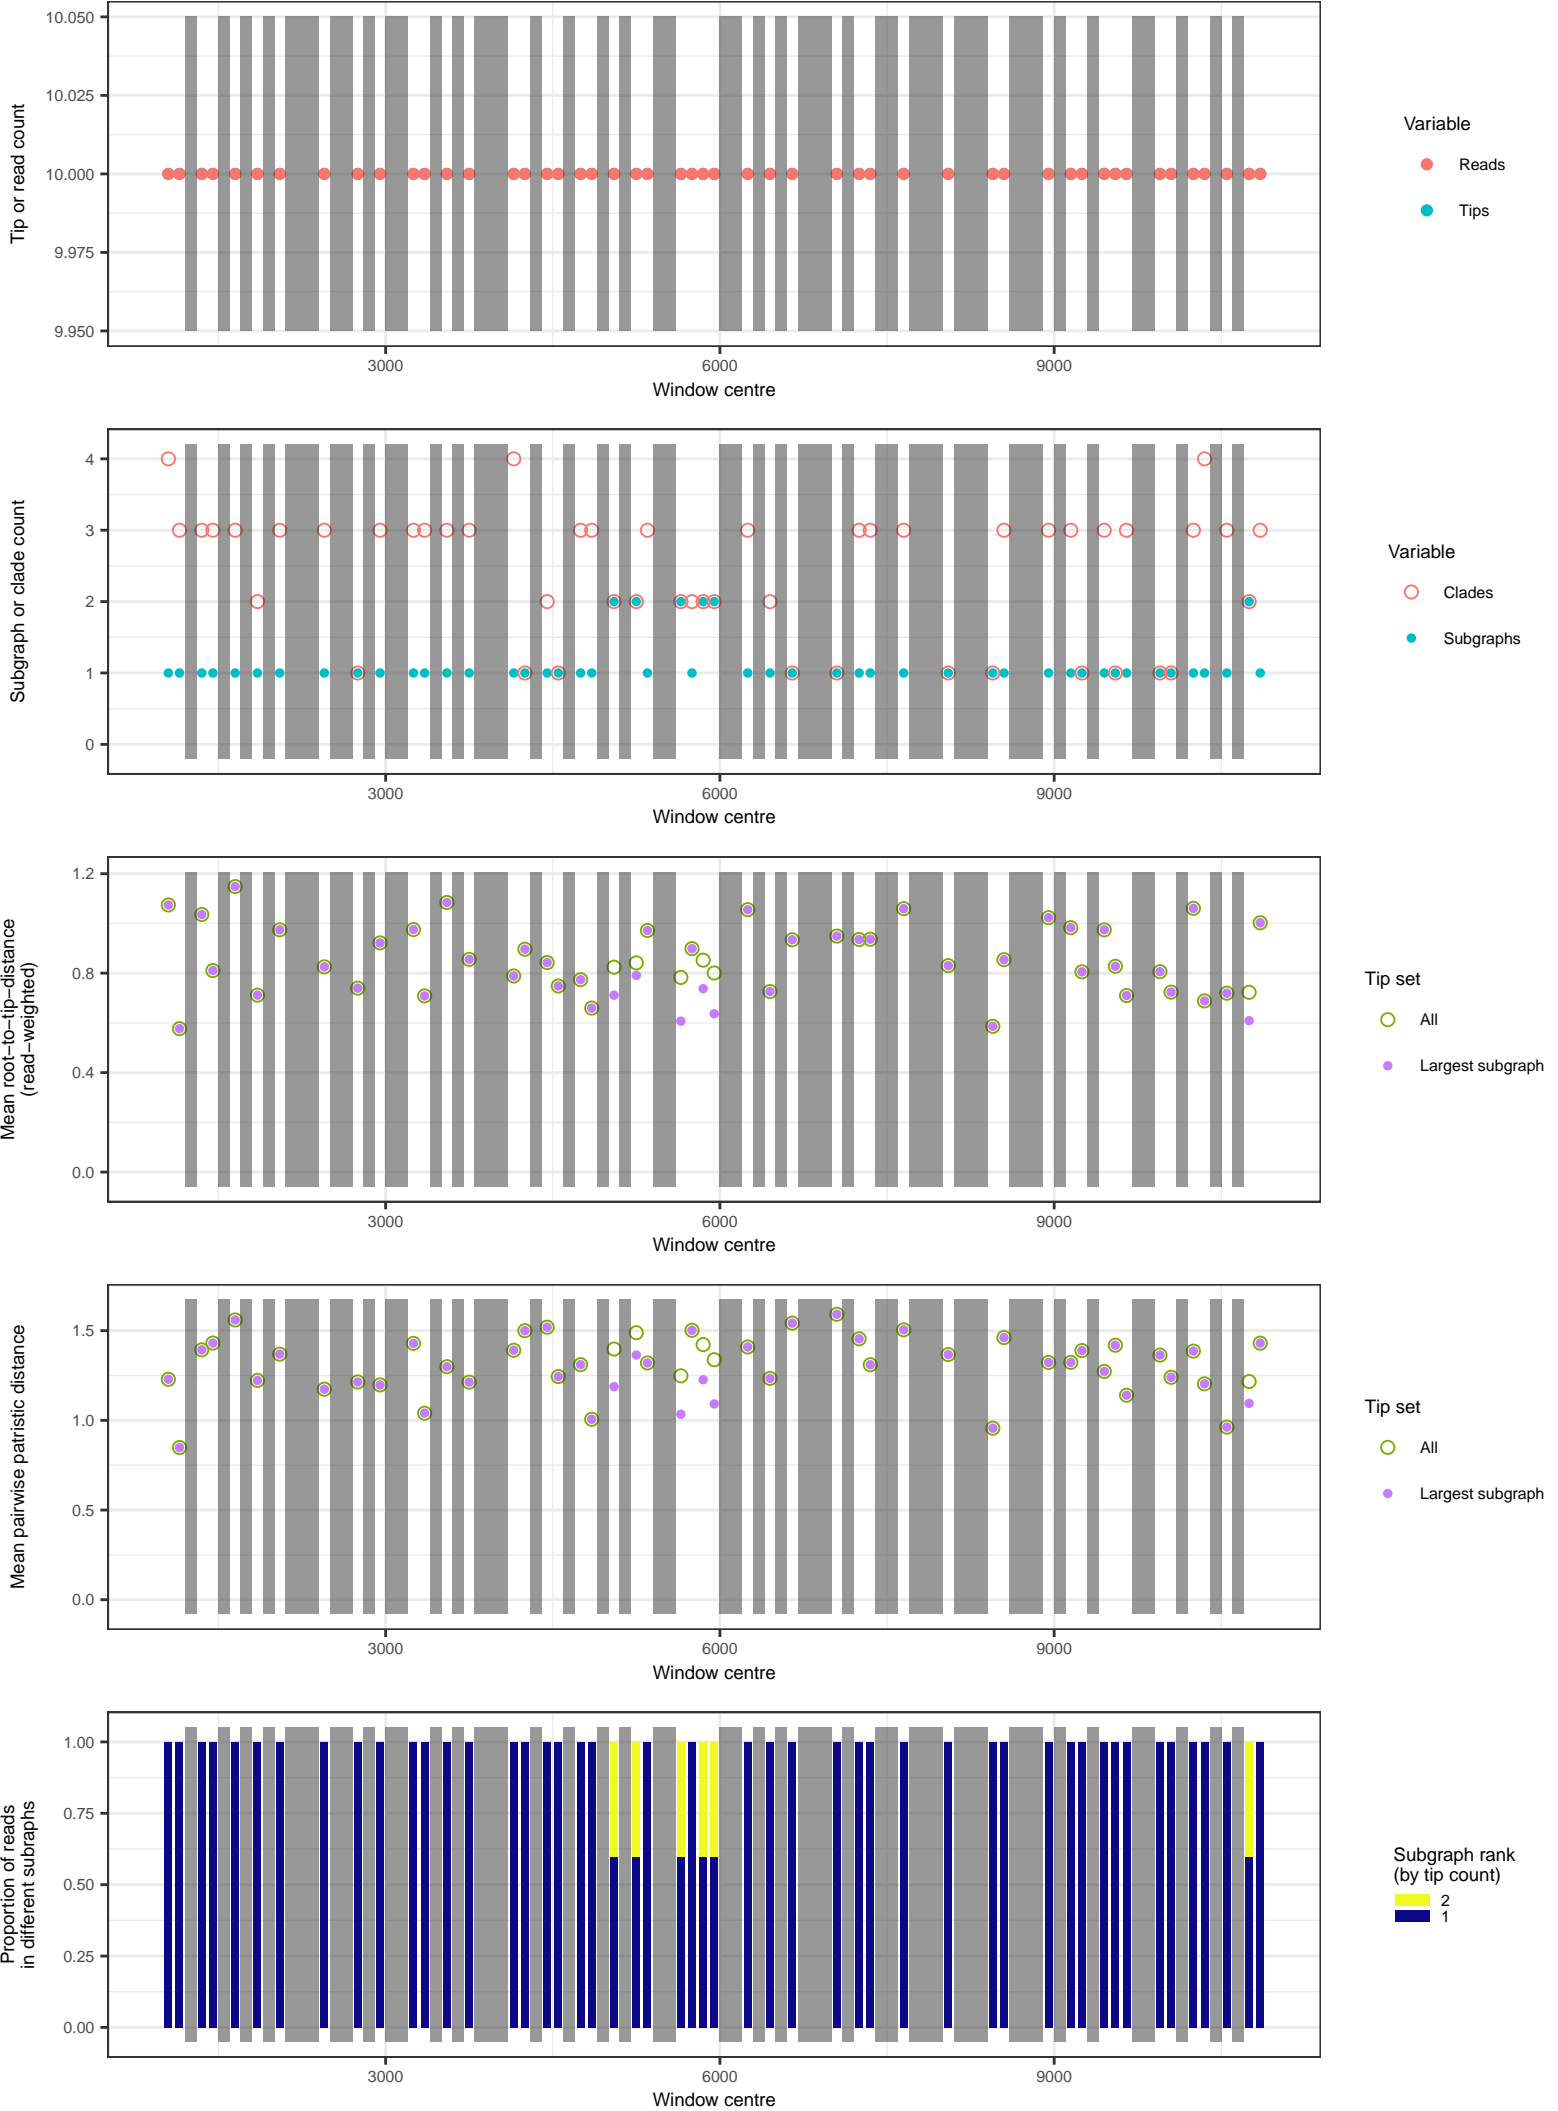 10.050
10.025
10.000
9.975
9.950
Tip or read count
3000
6000
9000
Window centre
Variable
Reads
Tips
4
3
2
1
0
Subgraph or clade count
3000
6000
9000
Window centre
Variable
Clades
Subgraphs
1.2
0.8
0.4
0.0
Mean root−to−tip−distance
(read−weighted)
3000
6000
9000
Window centre
Tip set
All
Largest subgraph
1.5
1.0
0.5
0.0
Mean pairwise patristic distance
3000
6000
9000
Window centre
Tip set
All
Largest subgraph
1.00
0.75
0.50
0.25
0.00
Proportion of reads
in different subraphs
3000
6000
9000
Window centre
Subgraph rank
(by tip count)
2
1